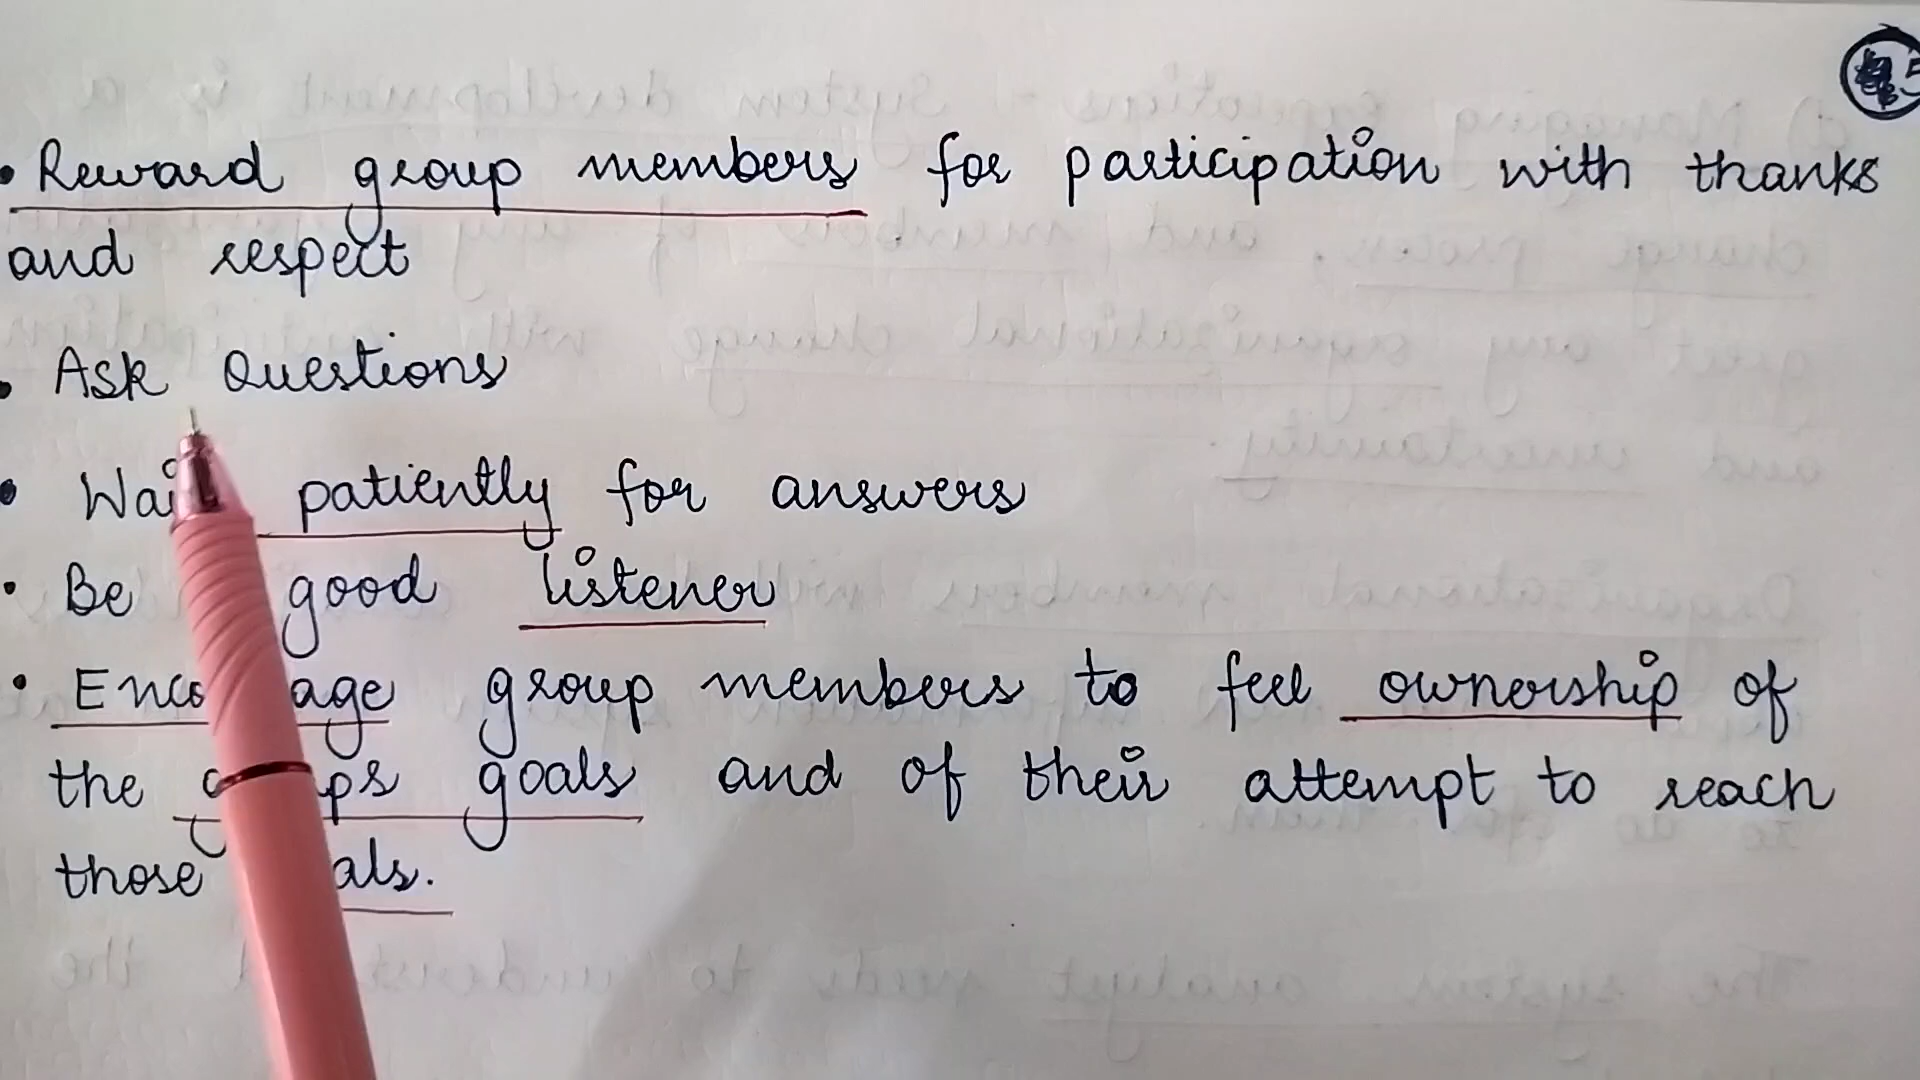 5
• Reward group members for participation with thanks
and respect
• Ask Questions
• patiently for answers
• Be good listener
• group members to feel ownership of
the goals and of their attempt to reach
those